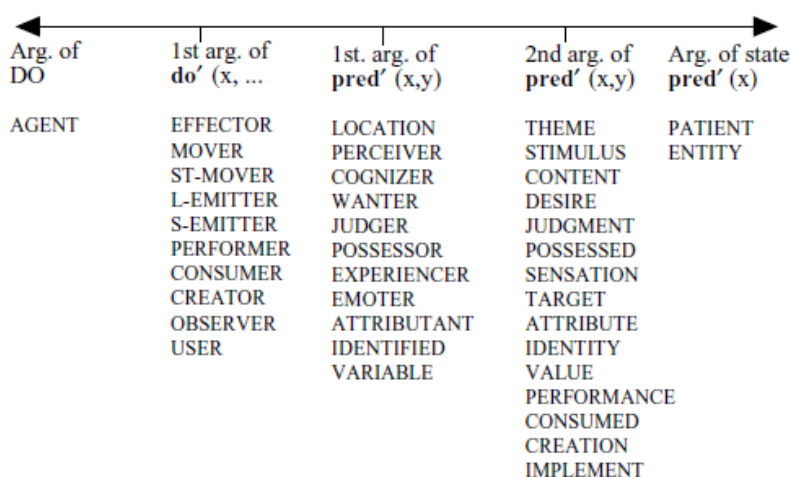 Arg. of 1st arg. of 1st. arg. of 2nd arg. of Arg. of state
DO do′ (x, ... pred′ (x,y) pred′ (x,y) pred′ (x)
AGENT EFFECTOR LOCATION THEME PATIENT
MOVER PERCEIVER STIMULUS ENTITY
ST-MOVER COGNIZER CONTENT
L-EMITTER WANTER DESIRE
S-EMITTER JUDGER JUDGMENT
PERFORMER POSSESSOR POSSESSED
CONSUMER EXPERIENCER SENSATION
CREATOR EMOTER TARGET
OBSERVER ATTRIBUTANT ATTRIBUTE
USER IDENTIFIED IDENTITY
VARIABLE VALUE
PERFORMANCE
CONSUMED
CREATION
IMPLEMENT